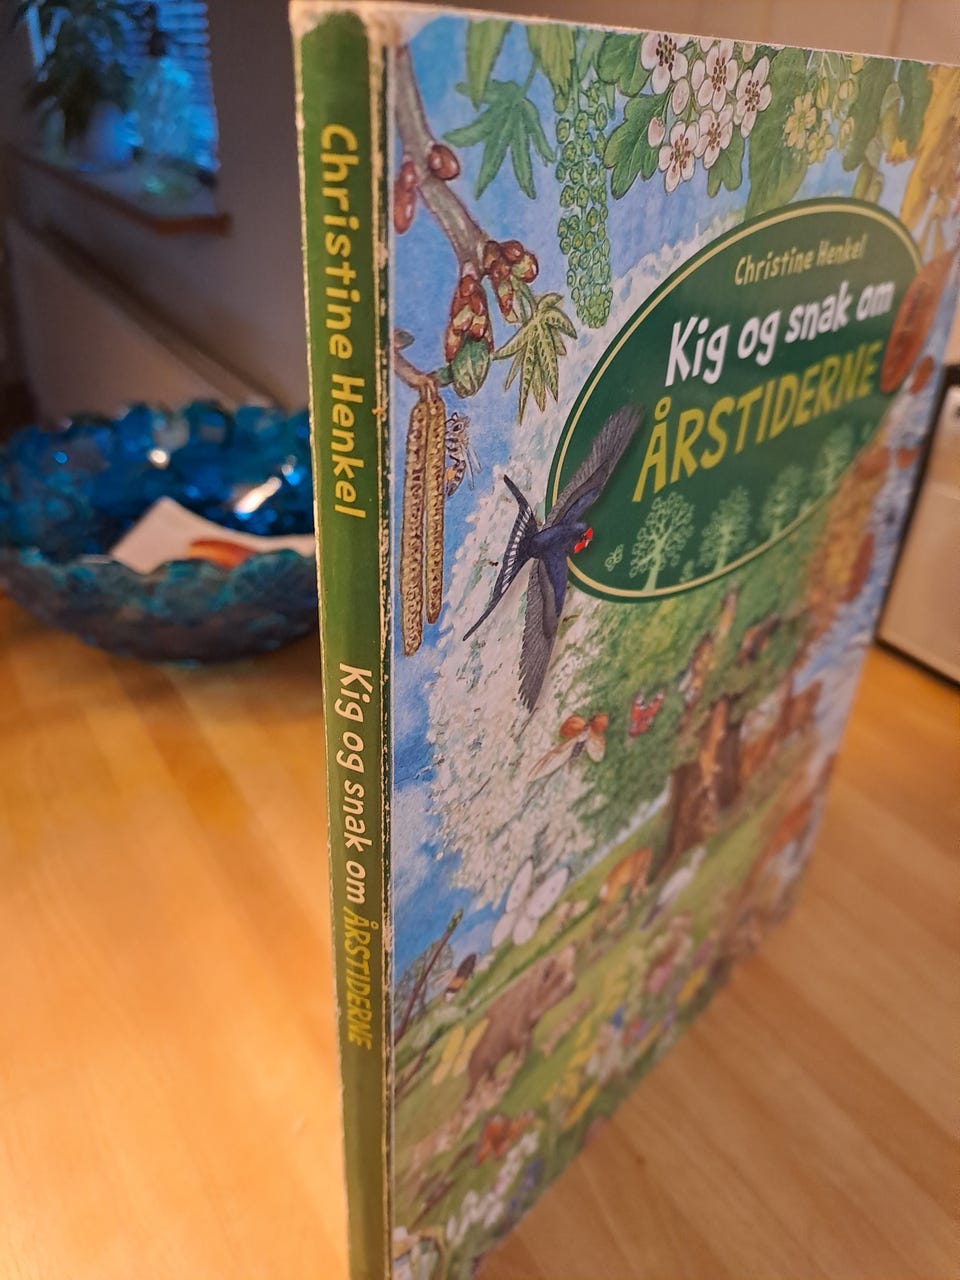 Christine Henkel
Kig og snak om ÅRSTIDERNE
Christine Henkel
Kig og snak om
ÅRSTIDERNE